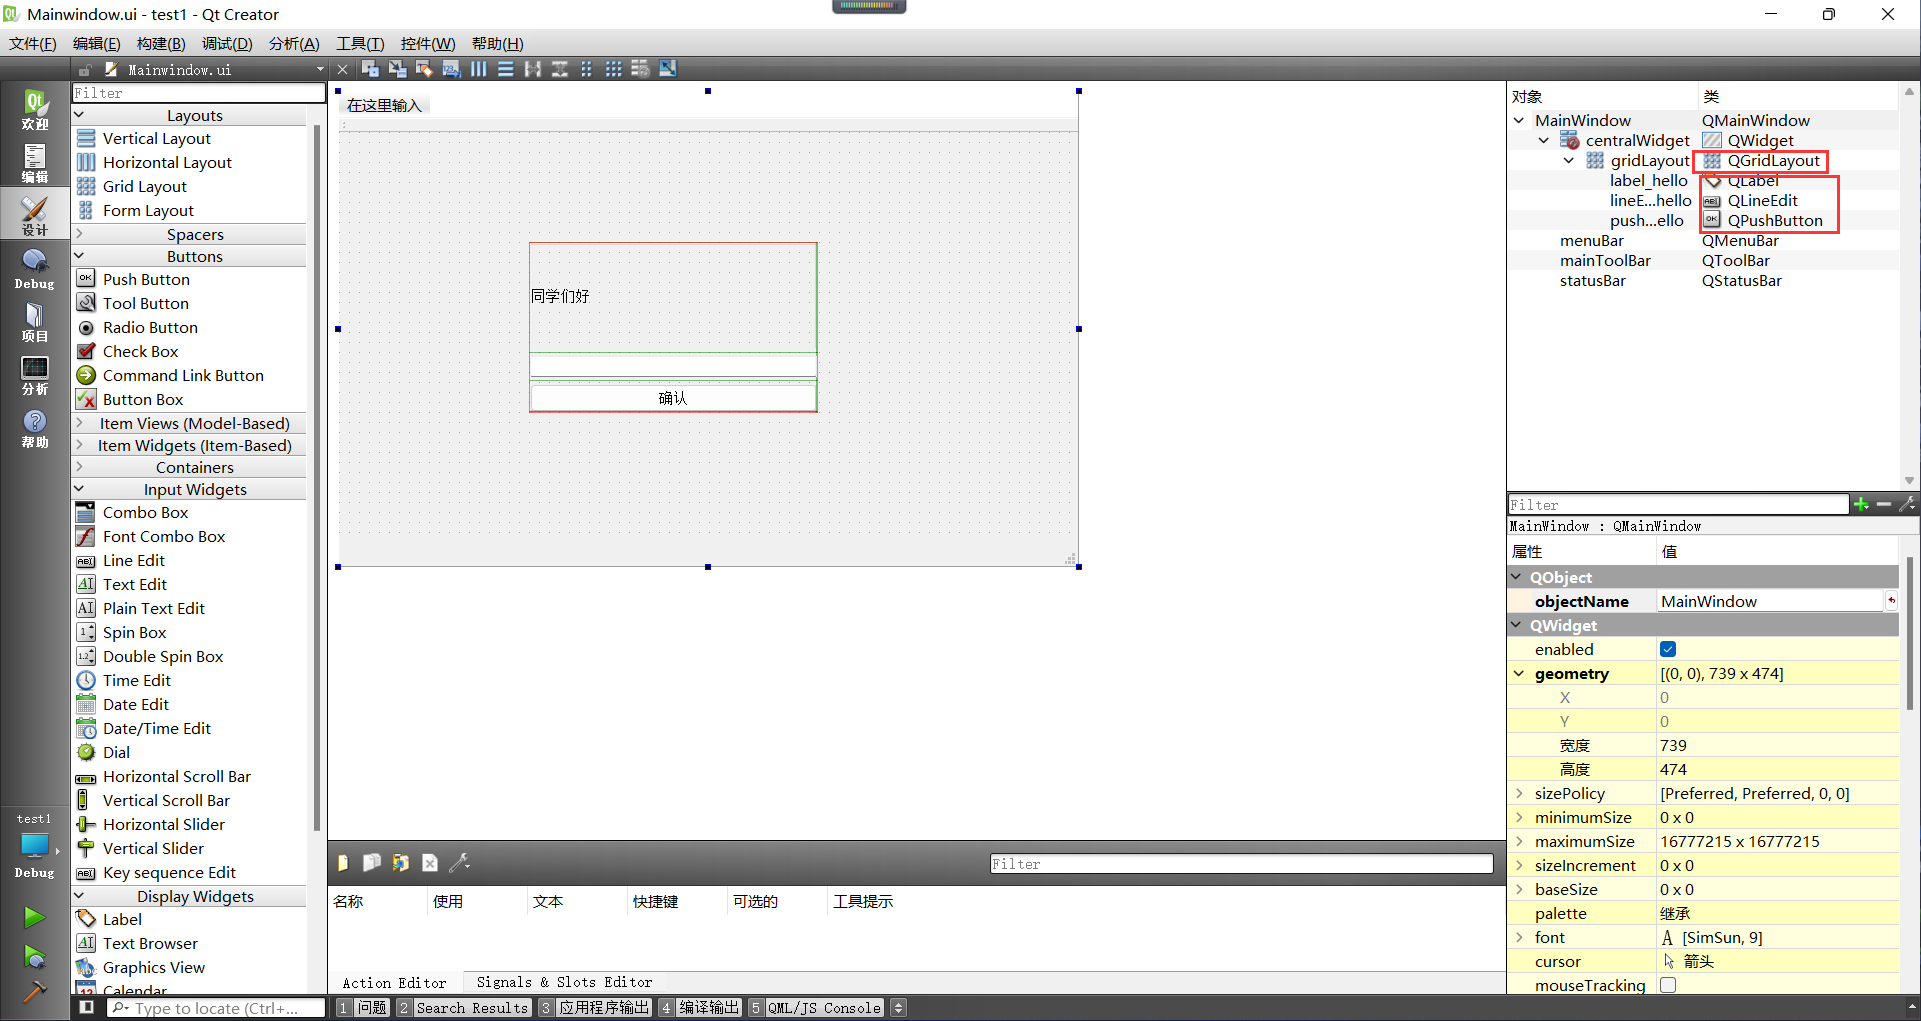 Mainwindow.ui - test1 - Qt Creator
文件(F) 编辑(E) 构建(B) 调试(D) 分析(A) 工具(T) 控件(W) 帮助(H)
Mainwindow.ui
欢迎
编辑
设计
Debug
项目
分析
帮助
test1
Debug
Filter
Layouts
Vertical Layout
Horizontal Layout
Grid Layout
Form Layout
Spacers
Buttons
Push Button
Tool Button
Radio Button
Check Box
Command Link Button
Button Box
Item Views (Model-Based)
Item Widgets (Item-Based)
Containers
Input Widgets
Combo Box
Font Combo Box
Line Edit
Text Edit
Plain Text Edit
Spin Box
Double Spin Box
Time Edit
Date Edit
Date/Time Edit
Dial
Horizontal Scroll Bar
Vertical Scroll Bar
Horizontal Slider
Vertical Slider
Key sequence Edit
Display Widgets
Label
Text Browser
Graphics View
Calendar
在这里输入
同学们好
确认
Filter
名称 使用 文本 快捷键 可选的 工具提示
Action Editor Signals & Slots Editor
对象 类
MainWindow QMainWindow
centralWidget QWidget
gridLayout QGridLayout
label_hello QLabel
lineE...hello QLineEdit
push...ello QPushButton
menuBar QMenuBar
mainToolBar QToolBar
statusBar QStatusBar
Filter
MainWindow : QMainWindow
属性 值
QObject
objectName MainWindow
QWidget
enabled
geometry [(0, 0), 739 x 474]
X 0
Y 0
宽度 739
高度 474
sizePolicy [Preferred, Preferred, 0, 0]
minimumSize 0 x 0
maximumSize 16777215 x 16777215
sizeIncrement 0 x 0
baseSize 0 x 0
palette 继承
font A [SimSun, 9]
cursor 箭头
mouseTracking
Type to locate (Ctrl+... 1 问题 2 Search Results 3 应用程序输出 4 编译输出 5 QML/JS Console